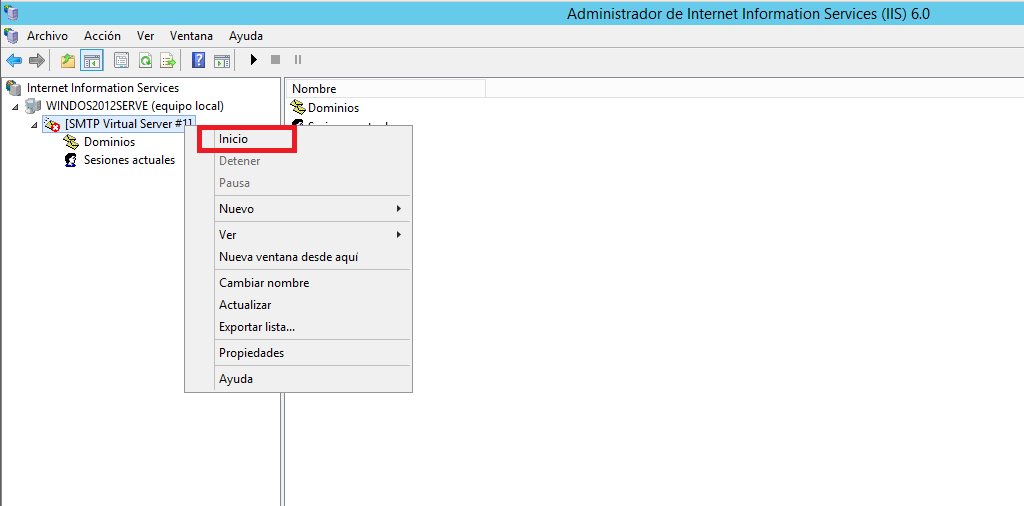 Administrador de Internet Information Services (IIS) 6.0
Archivo Acción Ver Ventana Ayuda
Internet Information Services
WINDOS2012SERVE (equipo local)
[SMTP Virtual Server #1]
Dominios
Sesiones actuales
Nombre
Dominios
Inicio
Detener
Pausa
Nuevo
Ver
Nueva ventana desde aquí
Cambiar nombre
Actualizar
Exportar lista...
Propiedades
Ayuda